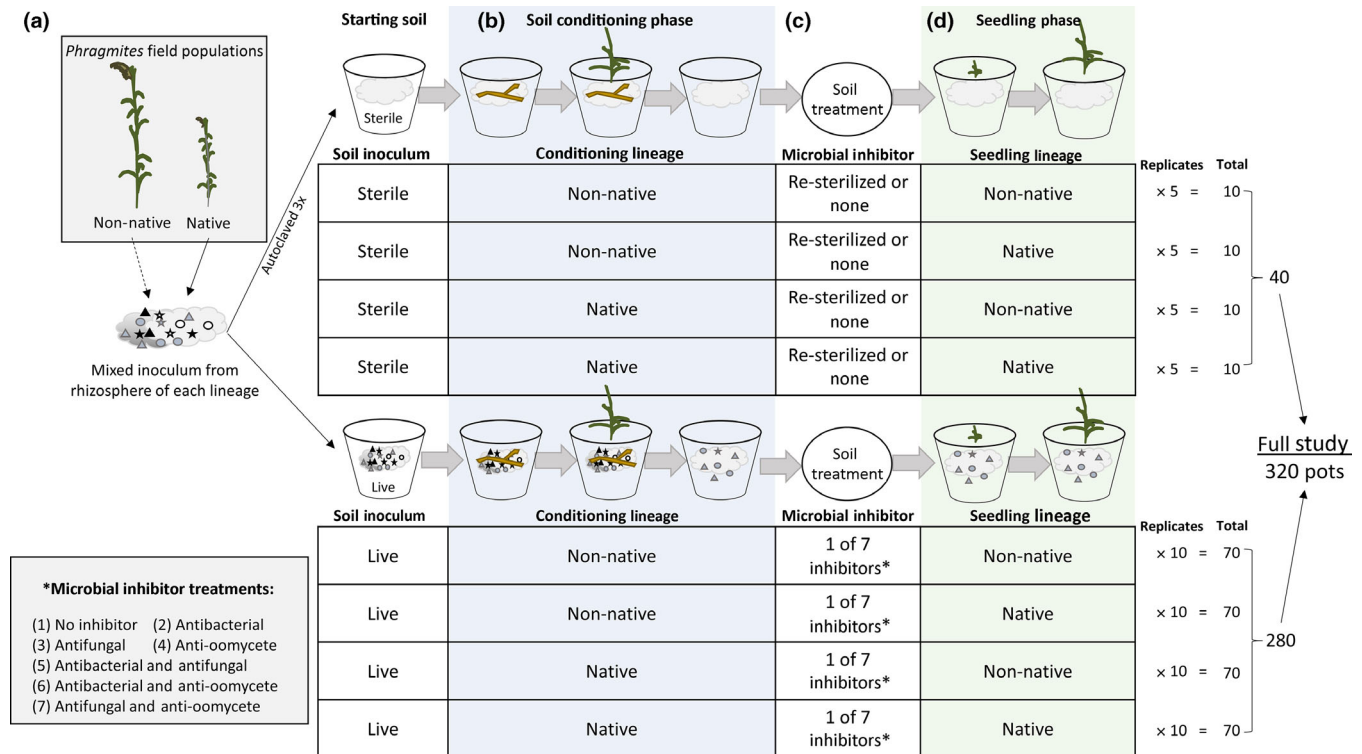 (a)
Phragmites field populations
Non-native
Native
Mixed inoculum from
rhizosphere of each lineage
Autoclaved 3x
Starting soil
(b)
Soil conditioning phase
(c)
(d)
Seedling phase
Sterile
Soil
treatment
Soil inoculum
Conditioning lineage
Microbial inhibitor
Seedling lineage
Replicates
Total
Sterile
Non-native
Re-sterilized or
none
Non-native
× 5 = 10
Sterile
Non-native
Re-sterilized or
none
Native
× 5 = 10
Sterile
Native
Re-sterilized or
none
Non-native
× 5 = 10
Sterile
Native
Re-sterilized or
none
Native
× 5 = 10
40
Live
Soil
treatment
Full study
320 pots
Soil inoculum
Conditioning lineage
Microbial inhibitor
Seedling lineage
Replicates
Total
Live
Non-native
1 of 7
inhibitors*
Non-native
× 10 = 70
Live
Non-native
1 of 7
inhibitors*
Native
× 10 = 70
Live
Native
1 of 7
inhibitors*
Non-native
× 10 = 70
Live
Native
1 of 7
inhibitors*
Native
× 10 = 70
280
*Microbial inhibitor treatments:
(1) No inhibitor (2) Antibacterial
(3) Antifungal (4) Anti-oomycete
(5) Antibacterial and antifungal
(6) Antibacterial and anti-oomycete
(7) Antifungal and anti-oomycete